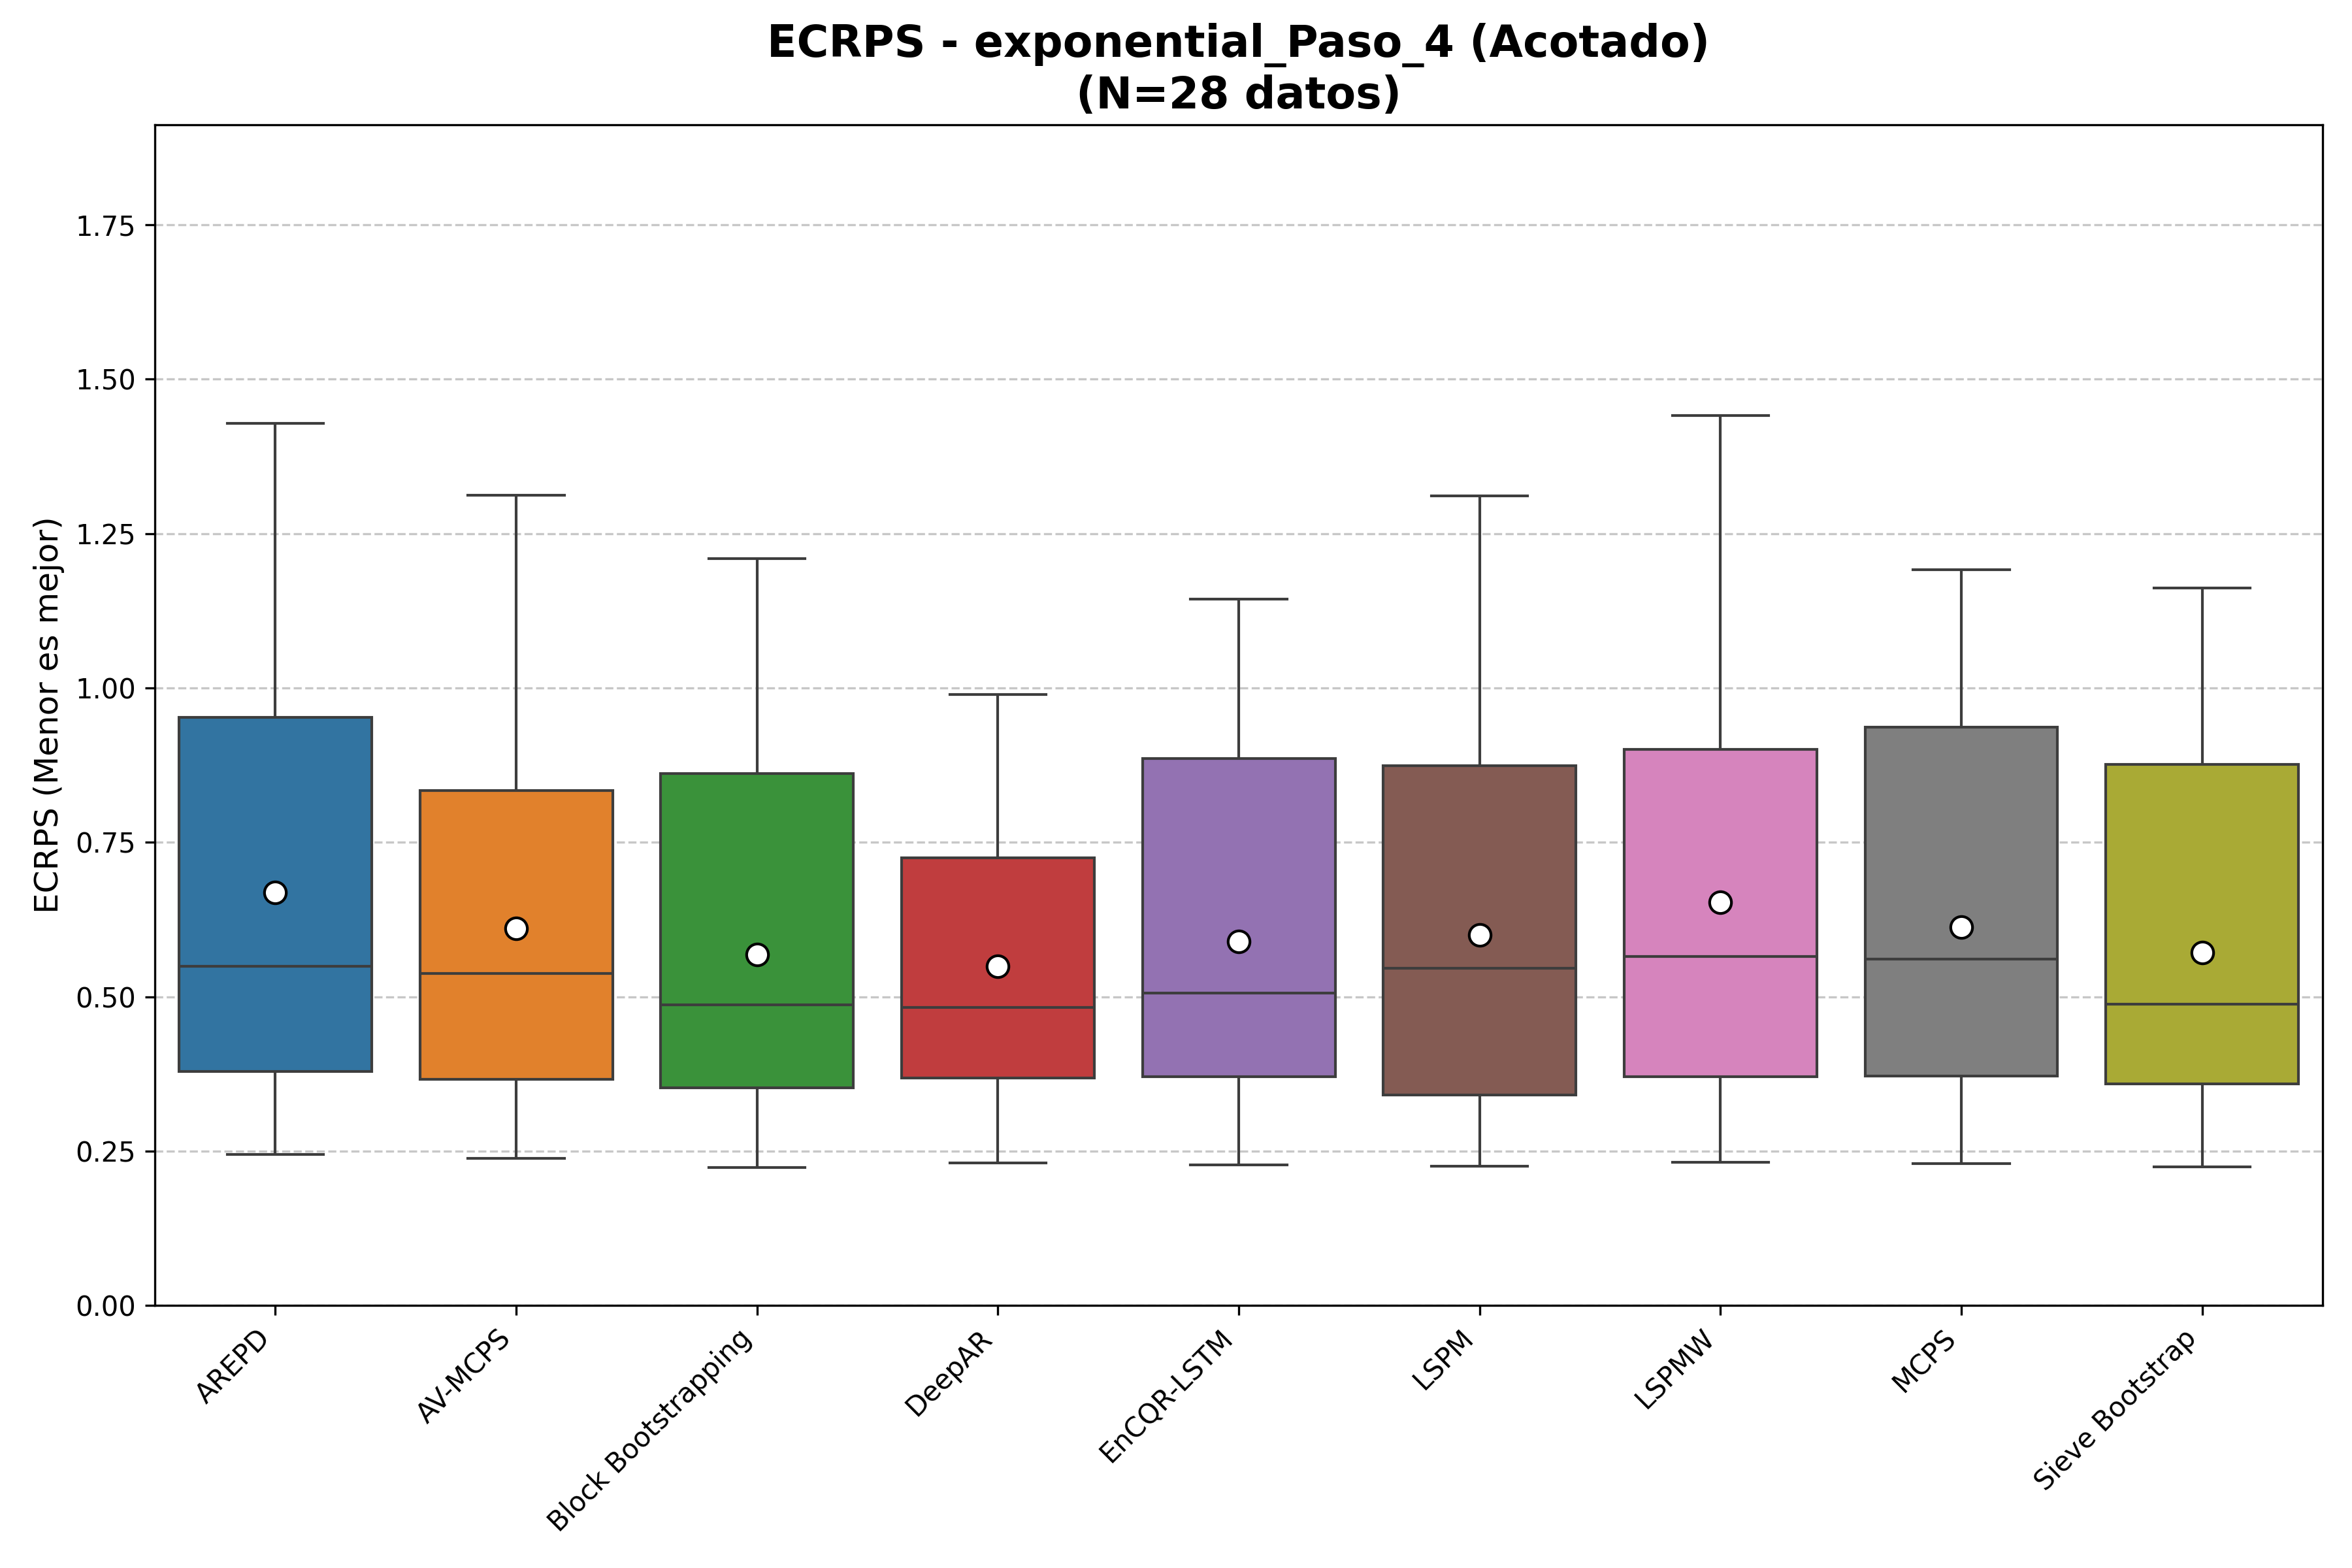 ECRPS - exponential_Paso_4 (Acotado)
(N=28 datos)
ECRPS (Menor es mejor)
1.75
1.50
1.25
1.00
0.75
0.50
0.25
0.00
AREPD
AV-MCPS
Block Bootstrapping
DeepAR
EnCQR-LSTM
LSPM
LSPMW
MCPS
Sieve Bootstrap